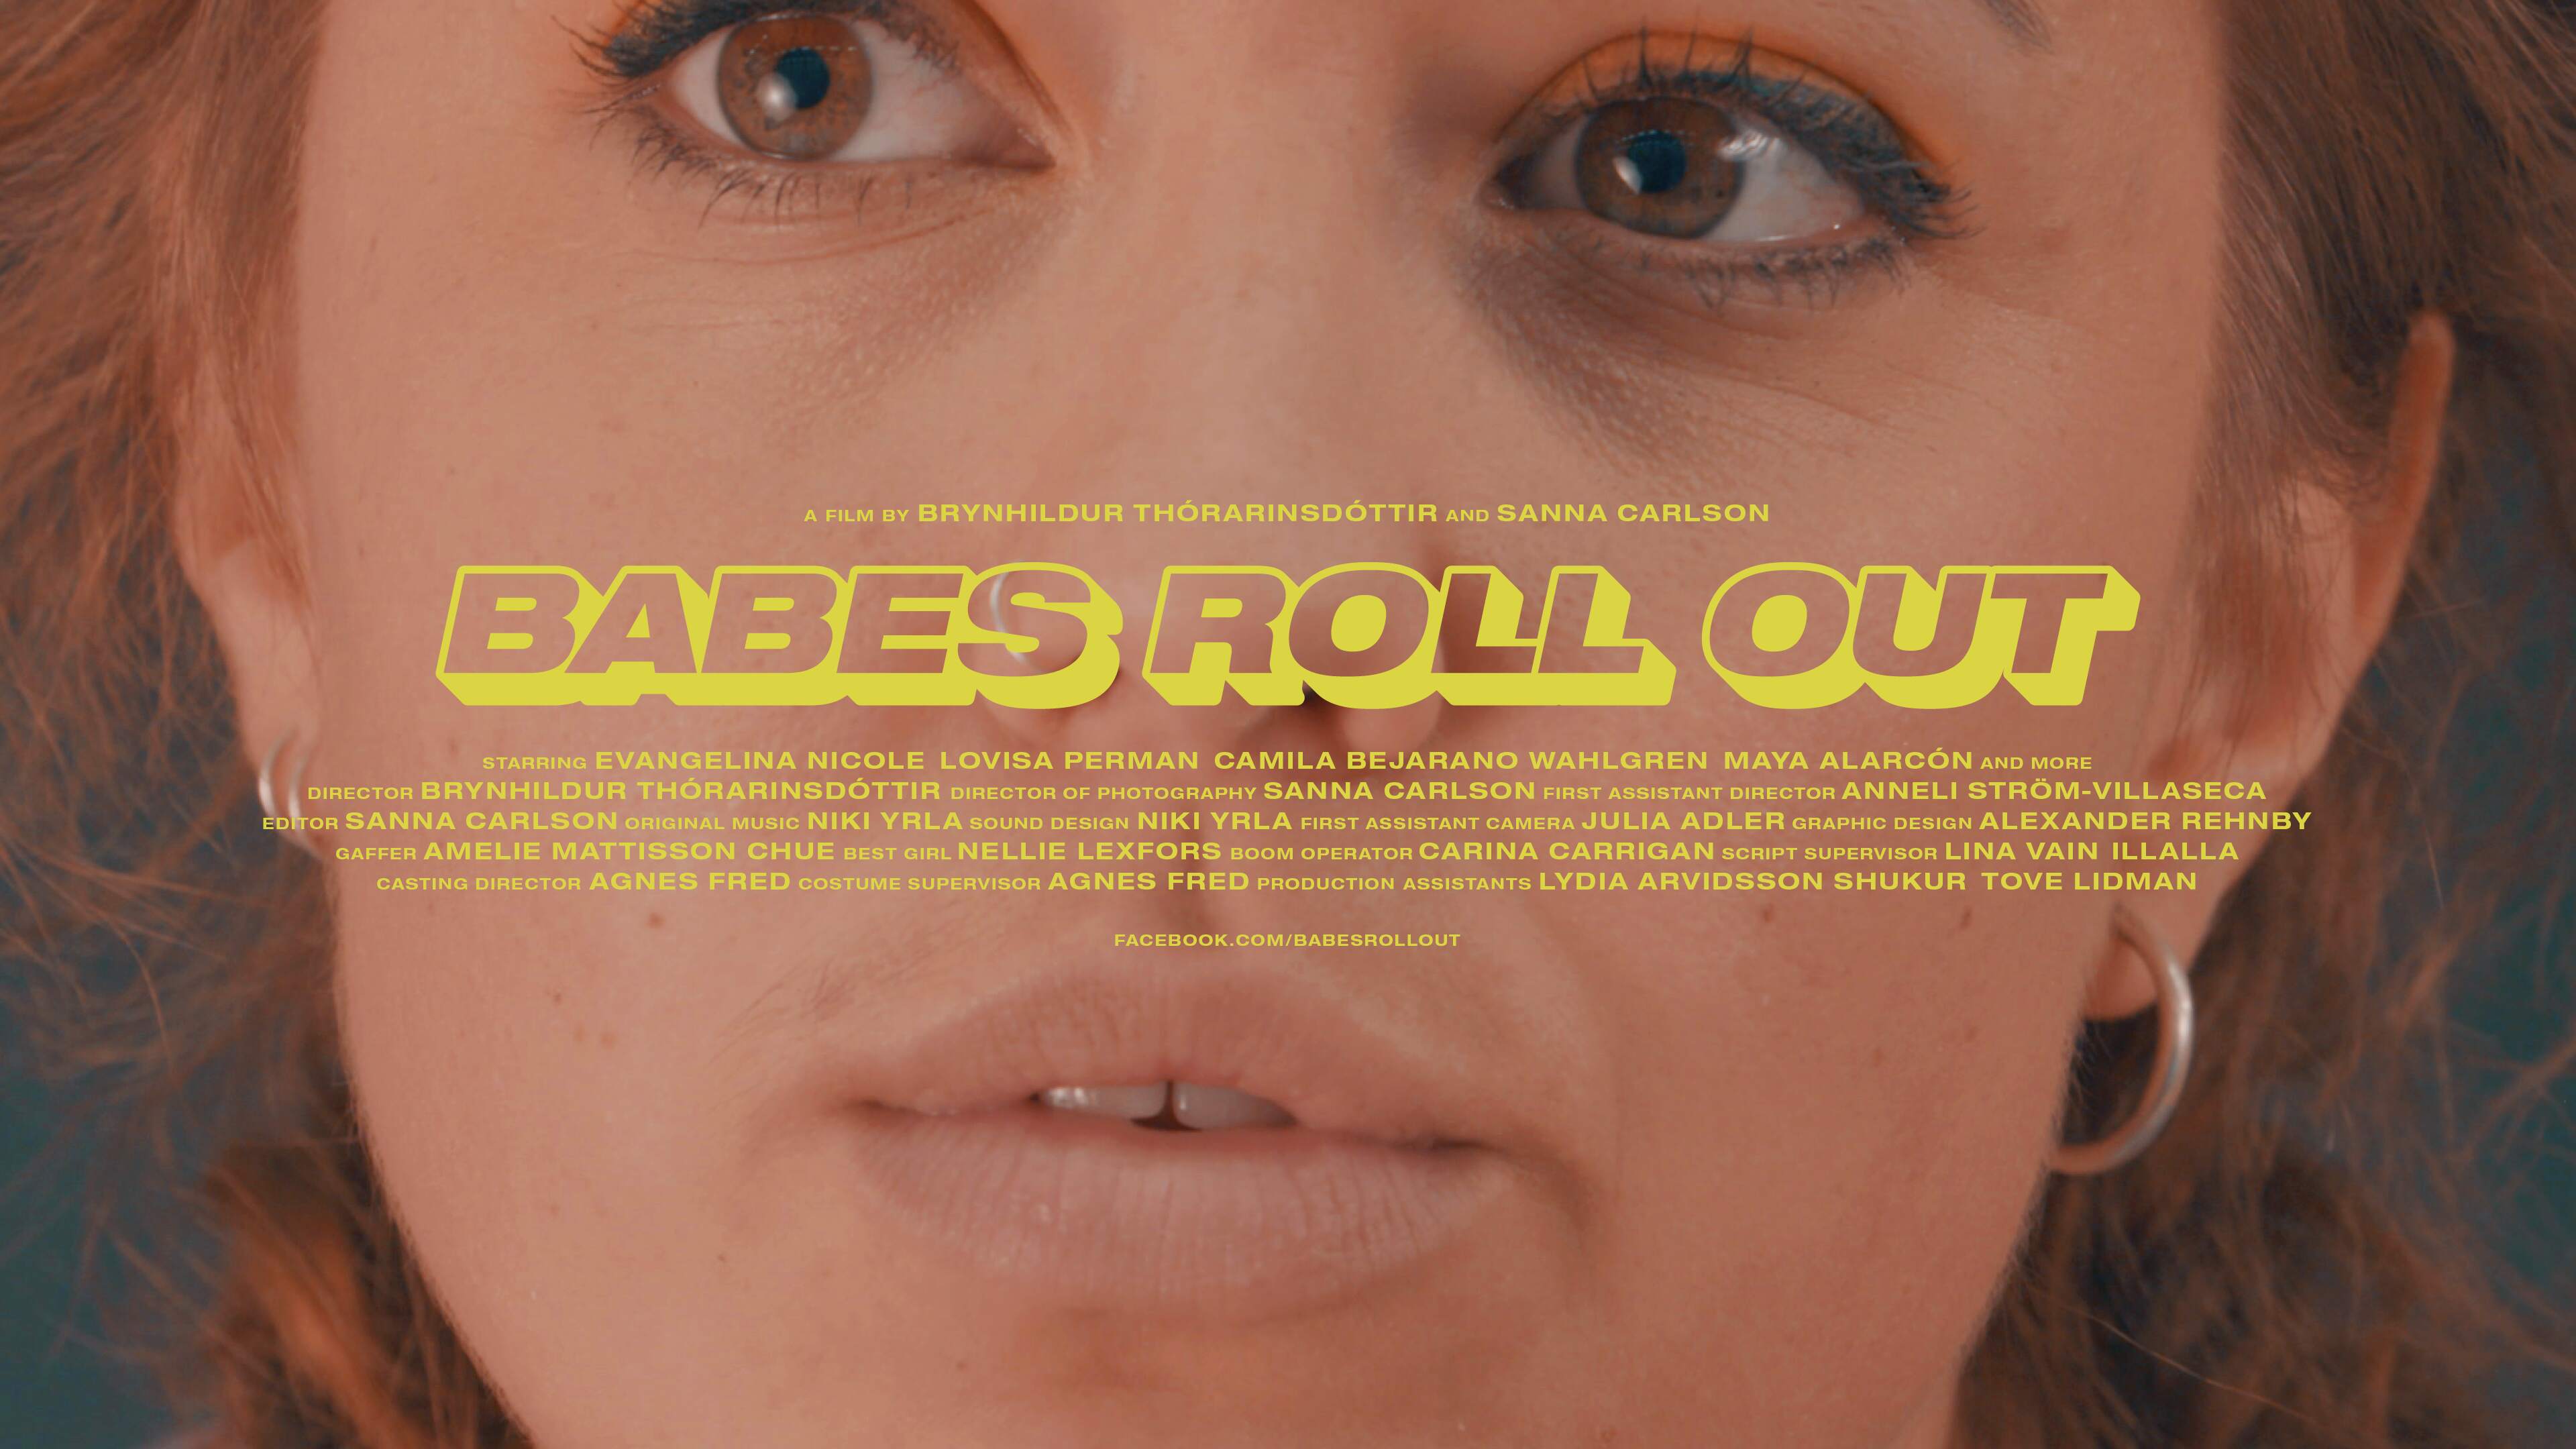 A FILM BY BRYNHILDUR THÓRARINSDÓTTIR AND SANNA CARLSON
BABES ROLL OUT
STARRING EVANGELINA NICOLE LOVISA PERMAN CAMILA BEJARANO WAHLGREN MAYA ALARCÓN AND MORE
DIRECTOR BRYNHILDUR THÓRARINSDÓTTIR DIRECTOR OF PHOTOGRAPHY SANNA CARLSON FIRST ASSISTANT DIRECTOR ANNELI STRÖM-VILLASECA
EDITOR SANNA CARLSON ORIGINAL MUSIC NIKI YRLA SOUND DESIGN NIKI YRLA FIRST ASSISTANT CAMERA JULIA ADLER GRAPHIC DESIGN ALEXANDER REHNBY
GAFFER AMELIE MATTISSON CHUE BEST GIRL NELLIE LEXFORS BOOM OPERATOR CARINA CARRIGAN SCRIPT SUPERVISOR LINA VAIN ILLALLA
CASTING DIRECTOR AGNES FRED COSTUME SUPERVISOR AGNES FRED PRODUCTION ASSISTANTS LYDIA ARVIDSSON SHUKUR TOVE LIDMAN
FACEBOOK.COM/BABESROLLOUT